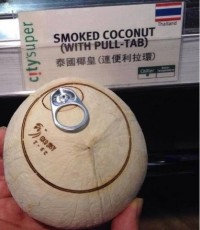 citysuper
SMOKED COCONUT
(WITH PULL-TAB)
泰國椰皇(連便利拉環)
Thailand